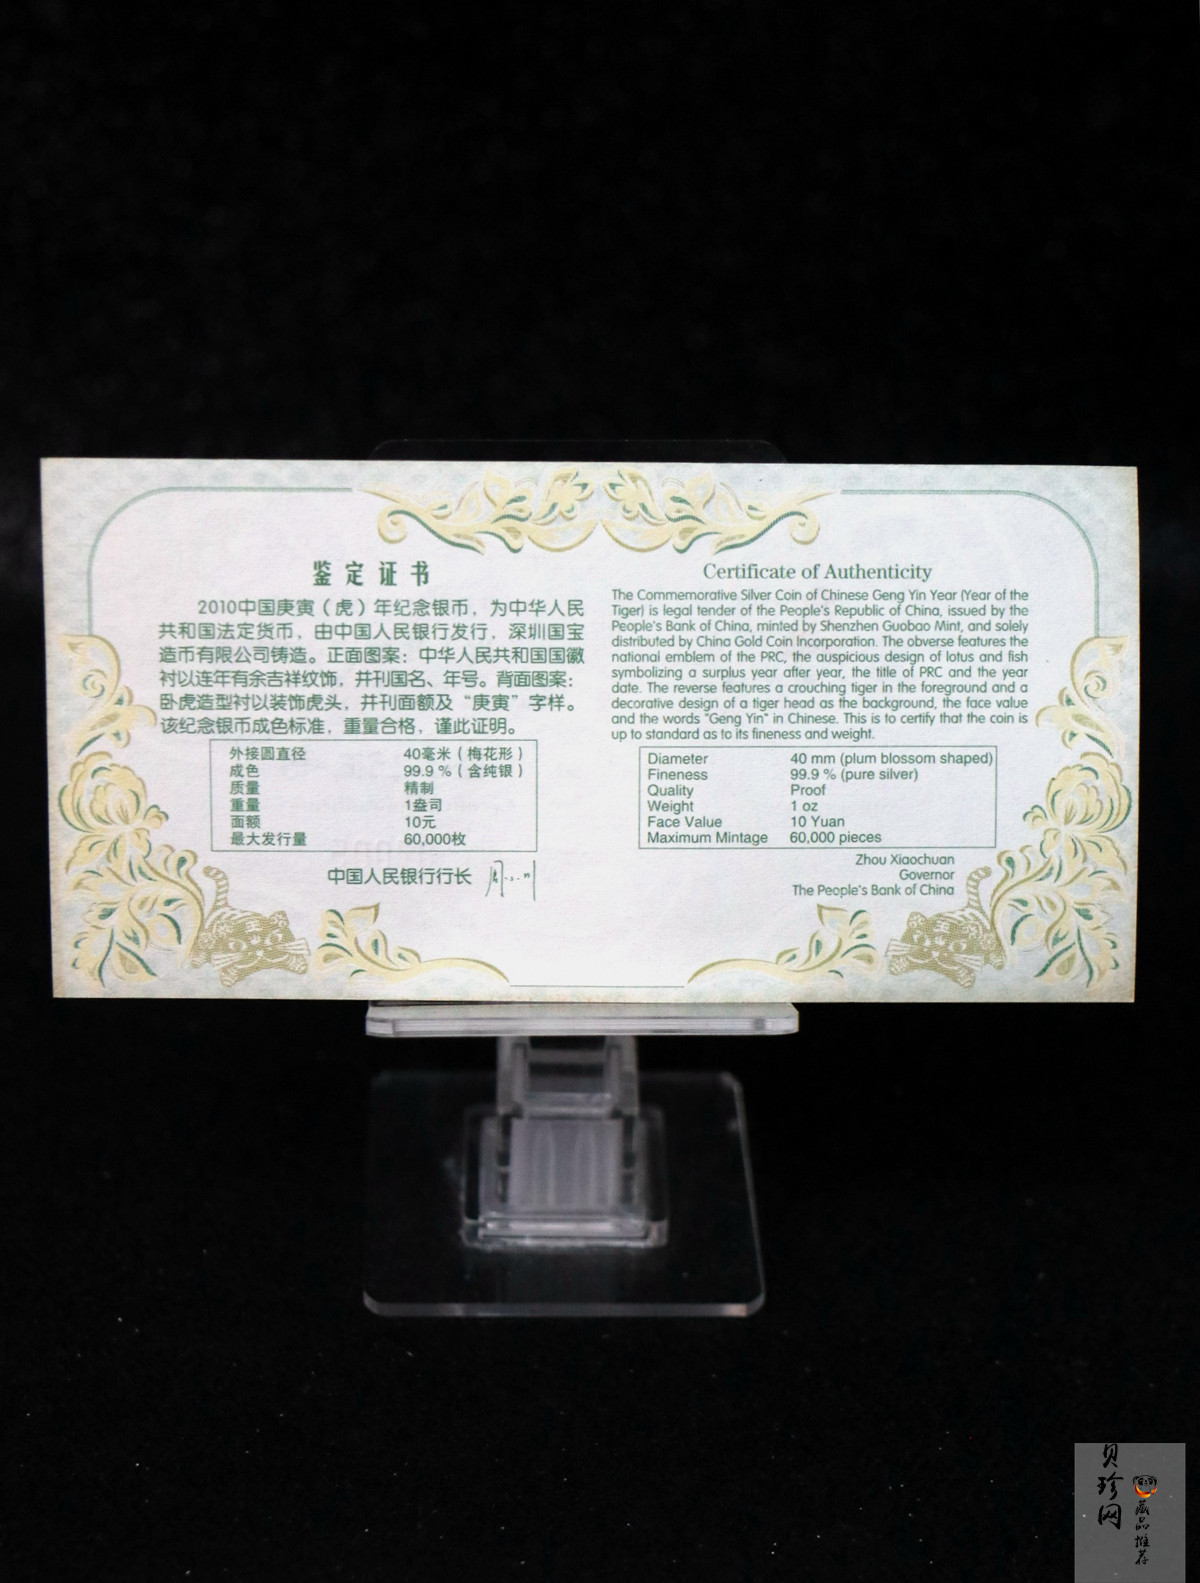 鉴定证书
2010中国庚寅（虎）年纪念银币，为中华人民
共和国法定货币，由中国人民银行发行，深圳国宝
造币有限公司铸造。正面图案：中华人民共和国国徽
衬以连年有余吉祥纹饰，并刊国名、年号。背面图案：
卧虎造型衬以装饰虎头，并刊面额及“庚寅”字样。
该纪念银币成色标准，重量合格，谨此证明。
外接圆直径 40毫米（梅花形）
成色 99.9 %（含纯银）
质量 精制
重量 1盎司
面额 10元
最大发行量 60,000枚
中国人民银行行长
Certificate of Authenticity
The Commemorative Silver Coin of Chinese Geng Yin Year (Year of the
Tiger) is legal tender of the People's Republic of China, issued by the
People's Bank of China, minted by Shenzhen Guobao Mint, and solely
distributed by China Gold Coin Incorporation. The obverse features the
national emblem of the PRC, the auspicious design of lotus and fish
symbolizing a surplus year after year, the title of PRC and the year
date. The reverse features a crouching tiger in the foreground and a
decorative design of a tiger head as the background, the face value
and the words "Geng Yin" in Chinese. This is to certify that the coin is
up to standard as to its fineness and weight.
Diameter 40 mm (plum blossom shaped)
Fineness 99.9 % (pure silver)
Quality Proof
Weight 1 oz
Face Value 10 Yuan
Maximum Mintage 60,000 pieces
Zhou Xiaochuan
Governor
The People's Bank of China
贝珍网
藏品推荐